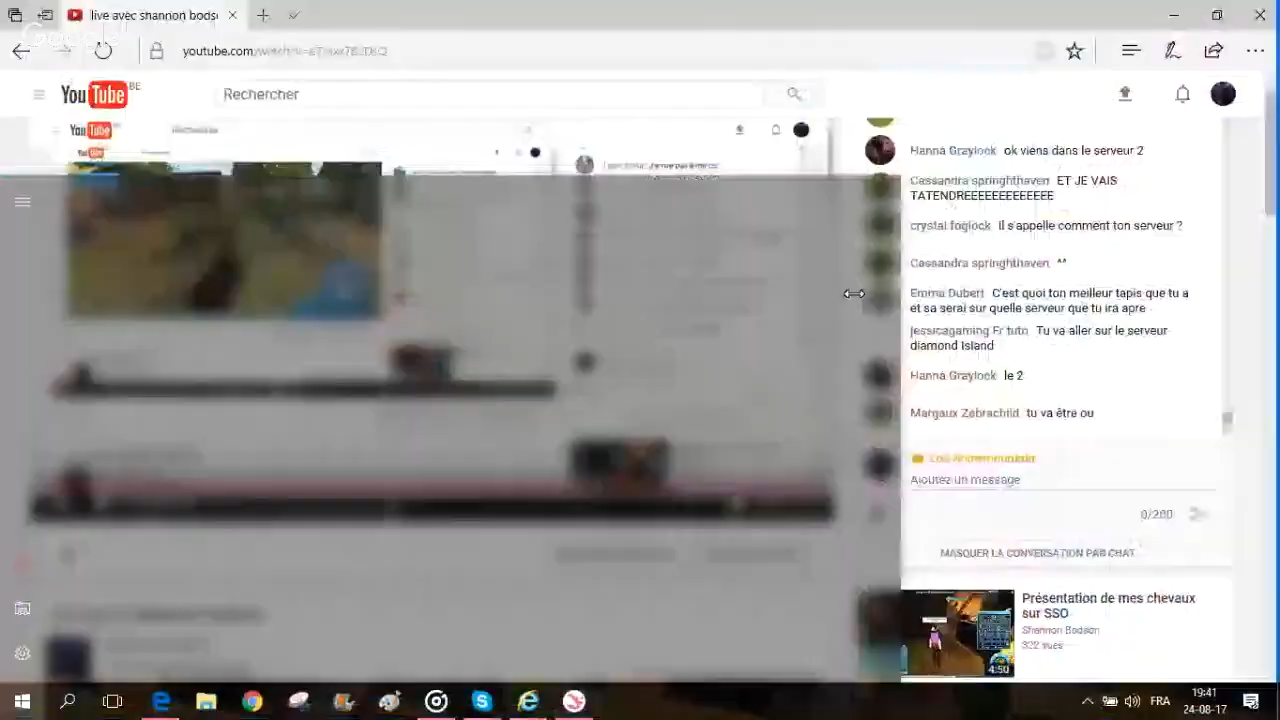 live avec shannon bods
youtube.com
YouTube BE
Rechercher
Hanna Graylock ok viens dans le serveur 2
Cassandra springhthaven ET JE VAIS
TATENDREEEEEEEEEEEEE
crystal foglock Il s'appelle comment ton serveur ?
Cassandra springhthaven ^^
Emma Dubert C'est quoi ton meilleur tapis que tu a
et sa serai sur quelle serveur que tu ira apre
Jessicagaming Fr tuto Tu va aller sur le serveur
diamond Island
Hanna Graylock le 2
Margaux Zebrachild tu va être ou
Ajoutez un message
0/200
MASQUER LA CONVERSATION PAR CHAT
Présentation de mes chevaux
sur SSO
Shannon Bodson
322 vues
4:50
FRA
19:41
24-08-17